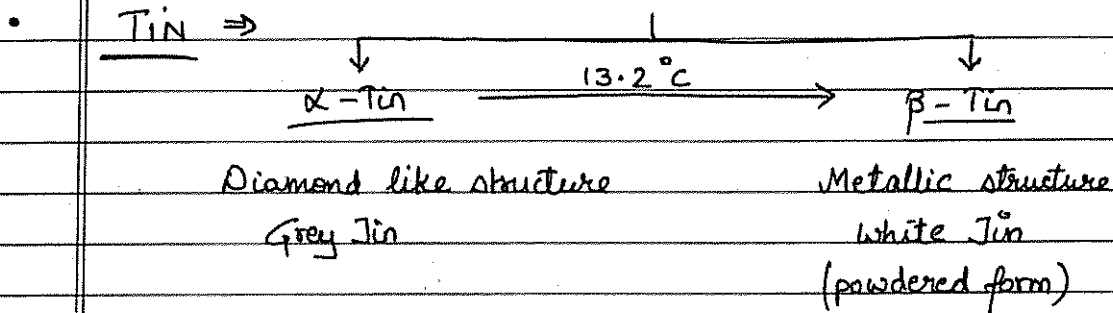 • TIN ⇒
13.2°C
α-Tin → β-Tin
Diamond like structure Metallic structure
Grey Tin White Tin
(powdered form)